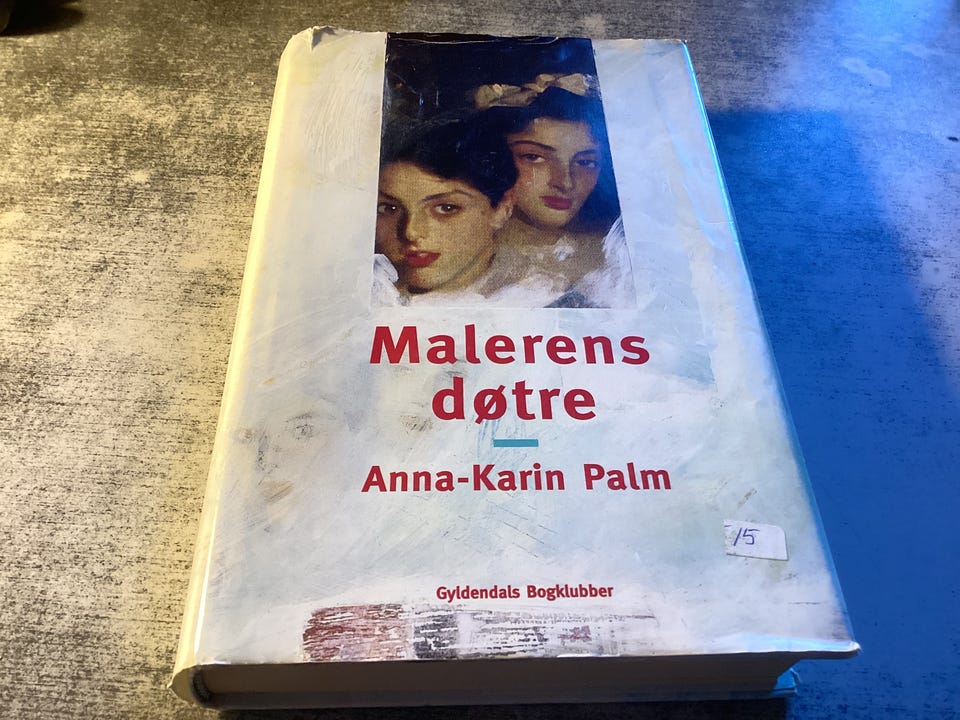 Malerens
døtre
Anna-Karin Palm
15
Gyldendals Bogklubber